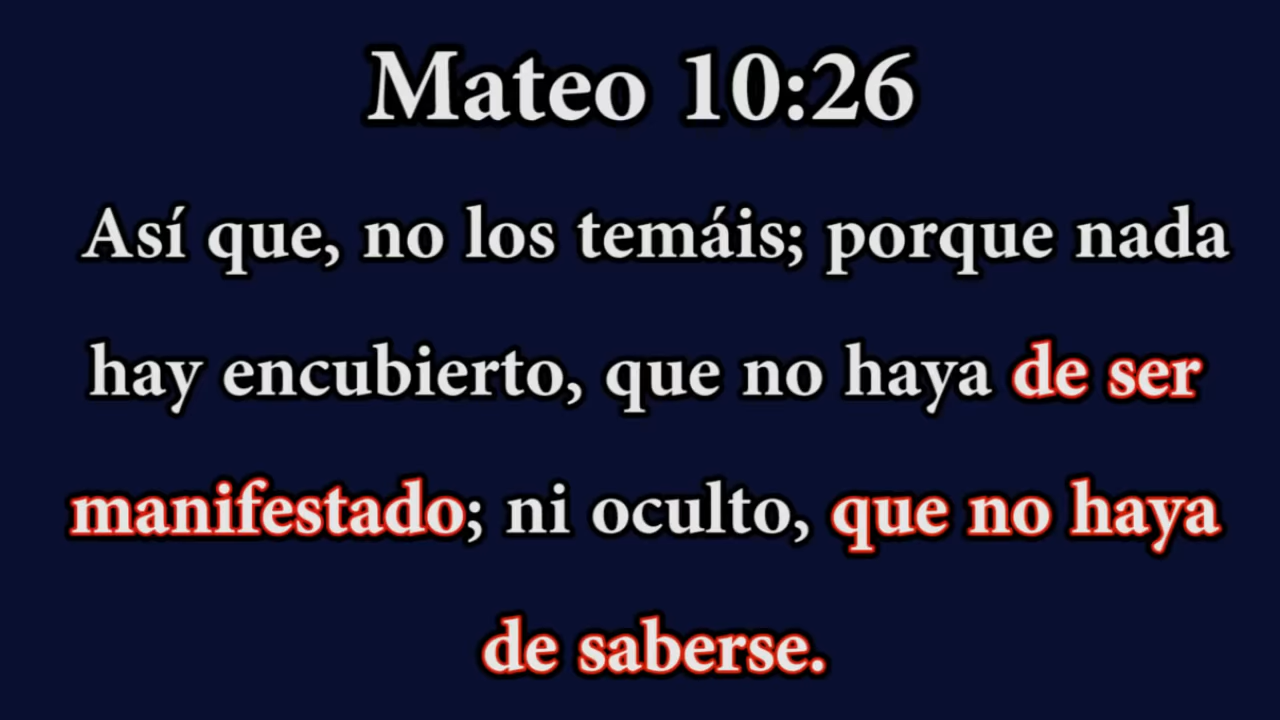 Mateo 10:26
Así que, no los temáis; porque nada
hay encubierto, que no haya de ser
manifestado; ni oculto, que no haya
de saberse.